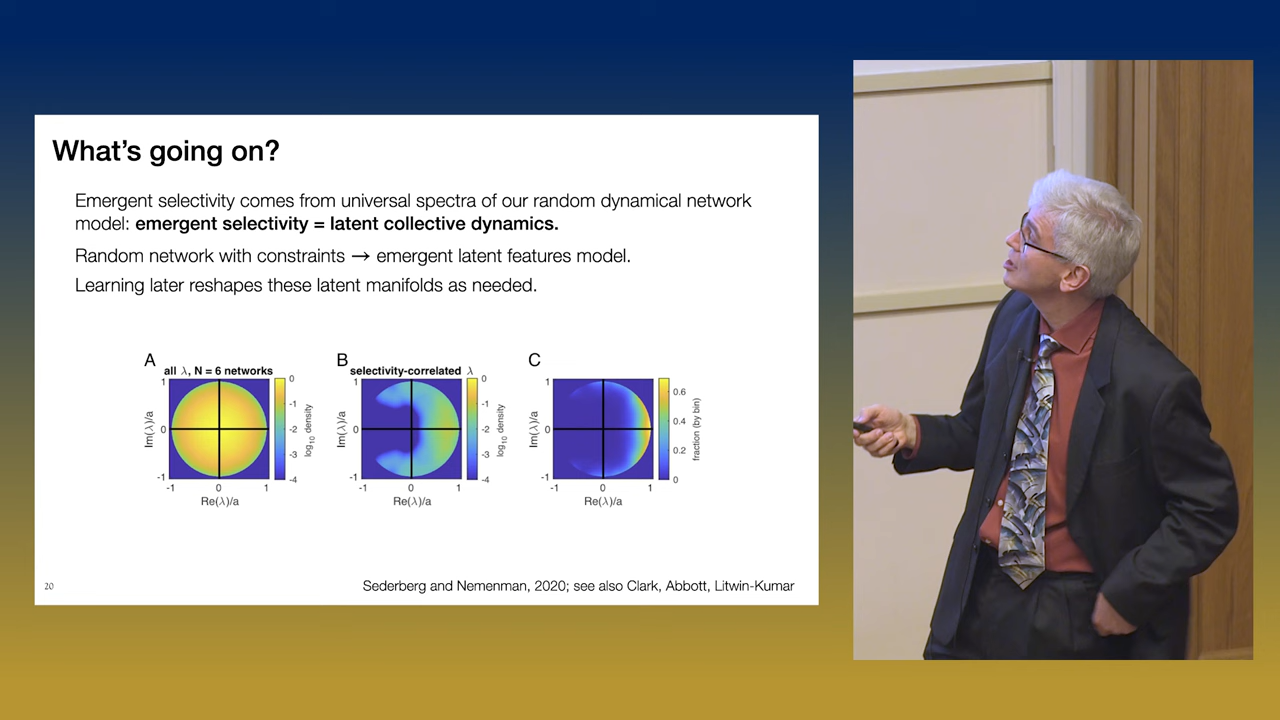 What's going on?
Emergent selectivity comes from universal spectra of our random dynamical network
model: emergent selectivity = latent collective dynamics.
Random network with constraints → emergent latent features model.
Learning later reshapes these latent manifolds as needed.
A
all λ, N = 6 networks
1
0
-1
Im(λ)/a
-1 0 1
Re(λ)/a
0
-1
-2
-3
-4
log10 density
B
selectivity-correlated λ
1
0
-1
Im(λ)/a
-1 0 1
Re(λ)/a
0
-1
-2
-3
-4
log10 density
C
1
0
-1
Im(λ)/a
-1 0 1
Re(λ)/a
0.6
0.4
0.2
0
fraction (by bin)
20
Sederberg and Nemenman, 2020; see also Clark, Abbott, Litwin-Kumar